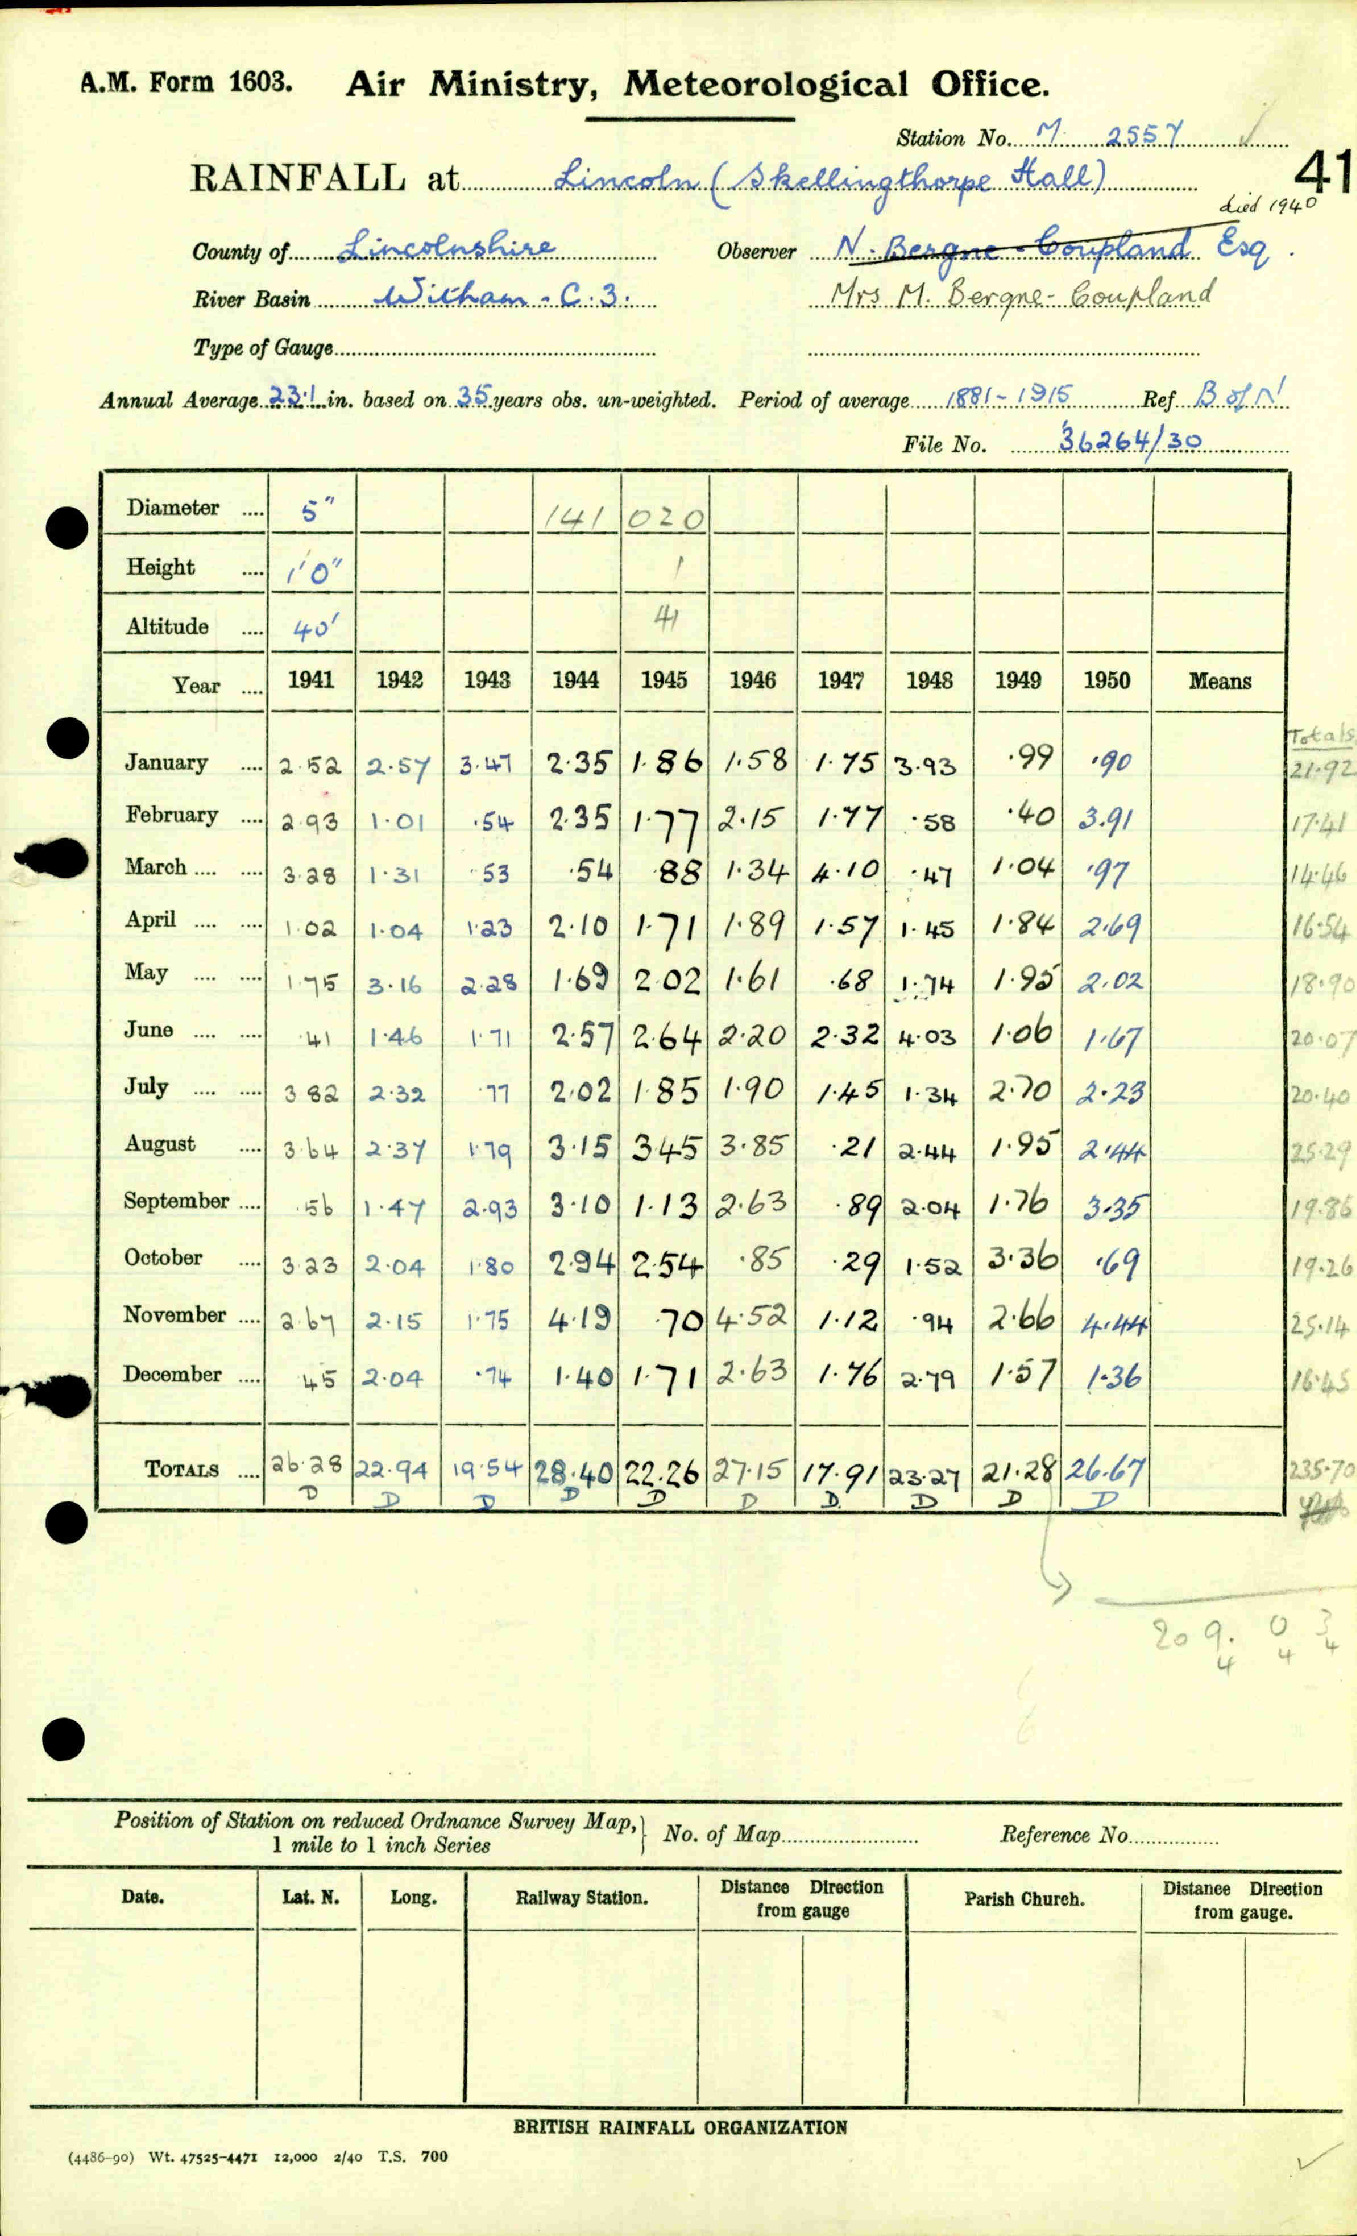 A.M. Form 1603. Air Ministry, Meteorological Office.
Station No. M 2557
41
RAINFALL at Lincoln (Skellingthorpe Hall)
died 1940
County of Lincolnshire Observer N. Bergne-Coupland Esq.
River Basin Witham - C.3. Mrs M. Bergne-Coupland
Type of Gauge
Annual Average 23.1 in. based on 35 years obs. un-weighted. Period of average 1881-1915 Ref B of N
File No. 36264/30
Diameter .... 5" 141 020
Height .... 1'0" 1
Altitude .... 40' 41
Year .... 1941 1942 1943 1944 1945 1946 1947 1948 1949 1950 Means
Totals
January .... 2.52 2.57 3.47 2.35 1.86 1.58 1.75 3.93 .99 .90 21.92
February .... 2.93 1.01 .54 2.35 1.77 2.15 1.77 .58 .40 3.91 17.41
March .... .... 3.28 1.31 .53 .54 .88 1.34 4.10 .47 1.04 .97 14.46
April .... .... 1.02 1.04 1.23 2.10 1.71 1.89 1.57 1.45 1.84 2.69 16.54
May .... .... 1.75 3.16 2.28 1.69 2.02 1.61 .68 1.74 1.95 2.02 18.90
June .... .... .41 1.46 1.71 2.57 2.64 2.20 2.32 4.03 1.06 1.67 20.07
July .... .... 3.82 2.32 .77 2.02 1.85 1.90 1.45 1.34 2.70 2.23 20.40
August .... 3.64 2.37 1.79 3.15 3.45 3.85 .21 2.44 1.95 2.44 25.29
September .... .56 1.47 2.93 3.10 1.13 2.63 .89 2.04 1.76 3.35 19.86
October .... 3.23 2.04 1.80 2.94 2.54 .85 .29 1.52 3.36 .69 19.26
November .... 2.67 2.15 1.75 4.19 .70 4.52 1.12 .94 2.66 4.44 25.14
December .... .45 2.04 .74 1.40 1.71 2.63 1.76 2.79 1.57 1.36 16.45
TOTALS .... 26.28 22.94 19.54 28.40 22.26 27.15 17.91 23.27 21.28 26.67 235.70
D D D D D D D D D D
209. 0 3
4 4 4
Position of Station on reduced Ordnance Survey Map,
1 mile to 1 inch Series } No. of Map Reference No.
Date. Lat. N. Long. Railway Station. Distance Direction from gauge Parish Church. Distance Direction from gauge.
BRITISH RAINFALL ORGANIZATION
(4486-90) Wt. 47525-4471 12,000 2/40 T.S. 700